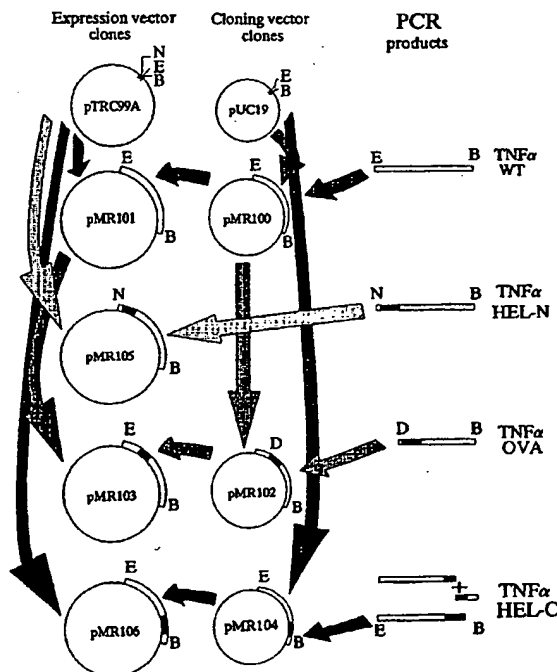 Expression vector
clones
Cloning vector
clones
PCR
products
N
E
B
pTRC99A
E
B
pUC19
E
B
TNFα
WT
E
pMR101
B
E
pMR100
B
N
pMR105
B
N
B
TNFα
HEL-N
E
pMR103
B
D
pMR102
B
D
B
TNFα
OVA
E
pMR106
B
E
pMR104
B
+
E
B
TNFα
HEL-C